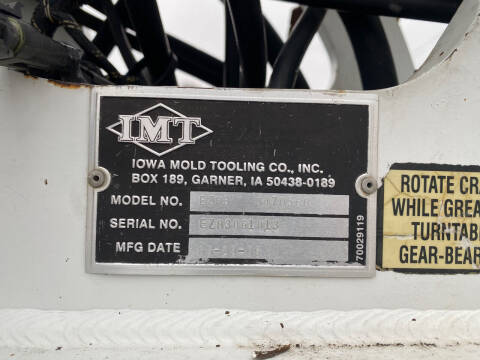 IMT
IOWA MOLD TOOLING CO., INC.
BOX 189, GARNER, IA 50438-0189
MODEL NO.
SERIAL NO.
MFG DATE
70029119
ROTATE CR
WHILE GREA
TURNTAB
GEAR-BEAR